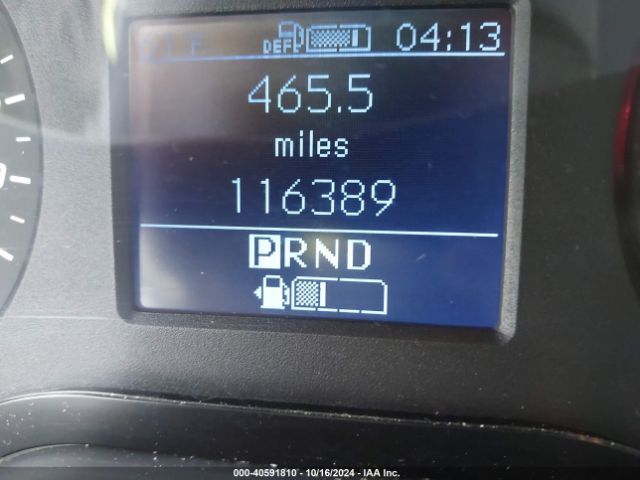 DEF 04:13
465.5
miles
116389
PRND
000-40591810 - 10/16/2024 - IAA Inc.